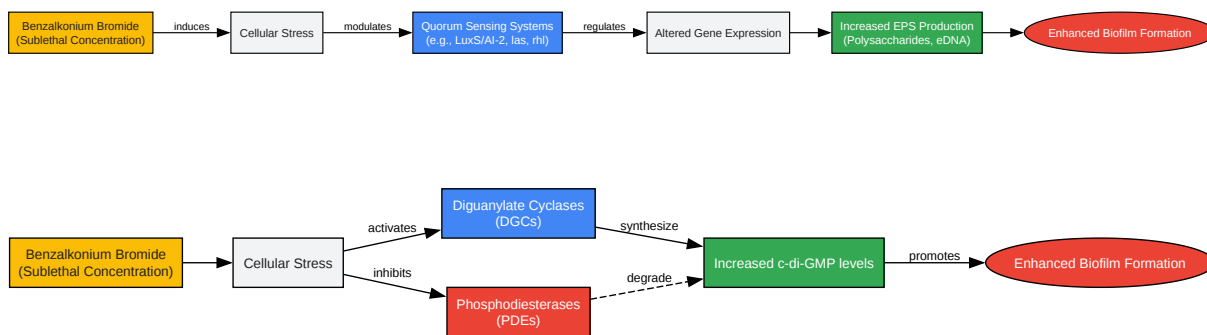 Benzalkonium Bromide
(Sublethal Concentration)
induces
Cellular Stress
modulates
Quorum Sensing Systems
(e.g., LuxS/AI-2, las, rhl)
regulates
Altered Gene Expression
Increased EPS Production
(Polysaccharides, eDNA)
Enhanced Biofilm Formation
Benzalkonium Bromide
(Sublethal Concentration)
Cellular Stress
activates
inhibits
Diguanylate Cyclases
(DGCs)
Phosphodiesterases
(PDEs)
synthesize
degrade
Increased c-di-GMP levels
promotes
Enhanced Biofilm Formation